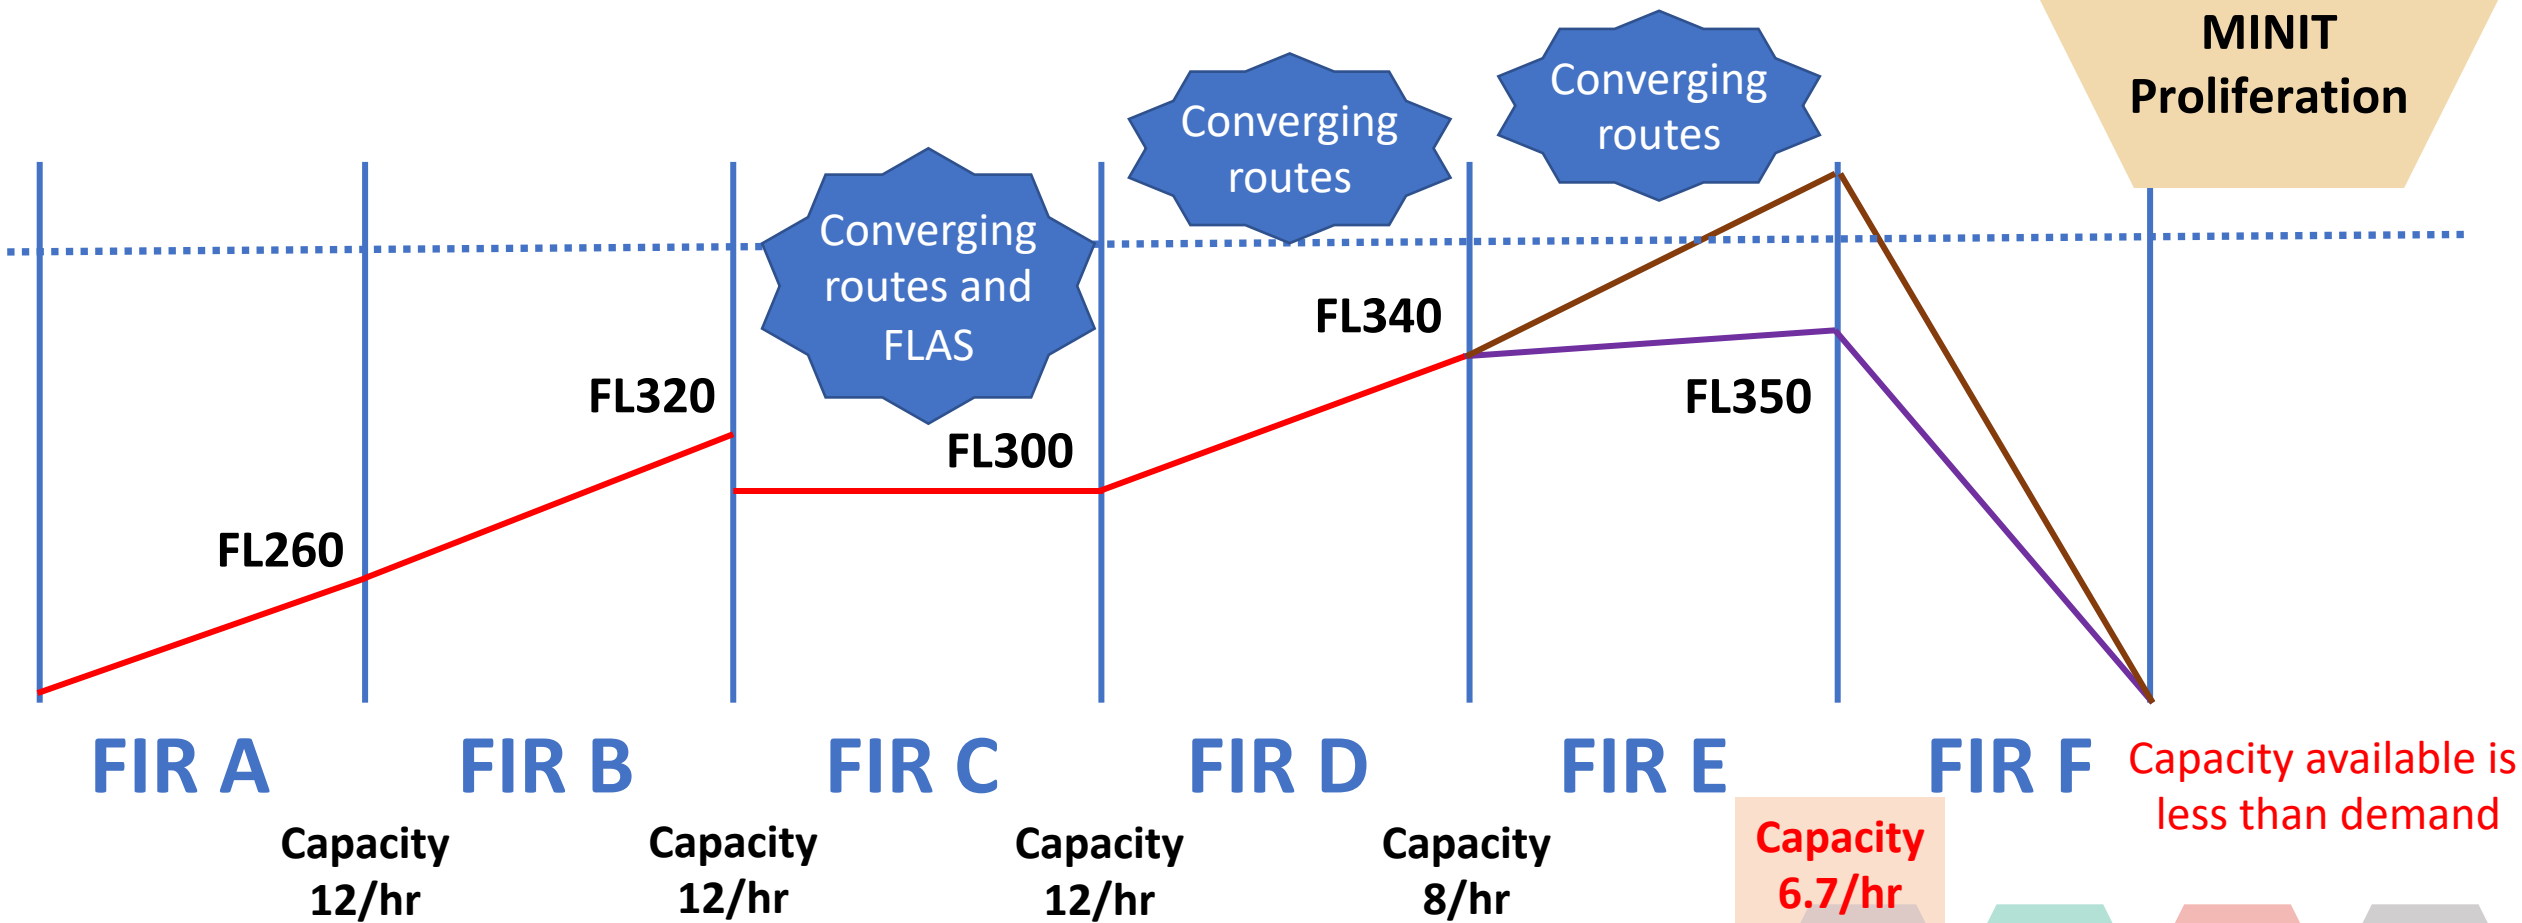 MINIT
Proliferation
Converging
routes
Converging
routes
Converging
routes and
FLAS
FL340
FL320
FL350
FL300
FL260
FIR A
FIR B
FIR C
FIR D
FIR E
FIR F
Capacity available is
less than demand
Capacity
12/hr
Capacity
12/hr
Capacity
12/hr
Capacity
8/hr
Capacity
6.7/hr